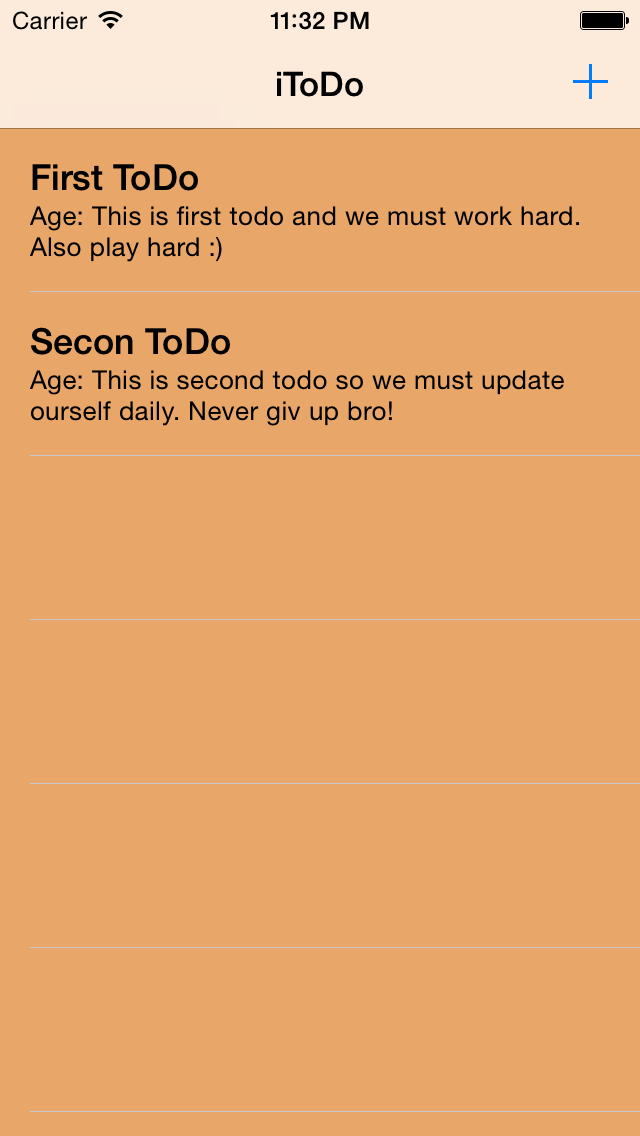 Carrier 11:32 PM
iToDo
First ToDo
Age: This is first todo and we must work hard.
Also play hard :)
Secon ToDo
Age: This is second todo so we must update
ourself daily. Never giv up bro!